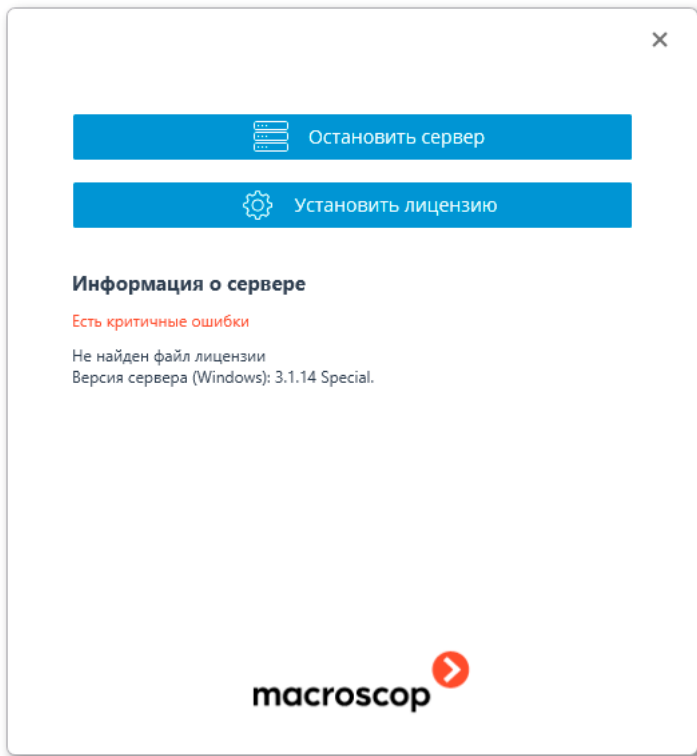 Остановить сервер
Установить лицензию
Информация о сервере
Есть критичные ошибки
Не найден файл лицензии
Версия сервера (Windows): 3.1.14 Special.
macroscop